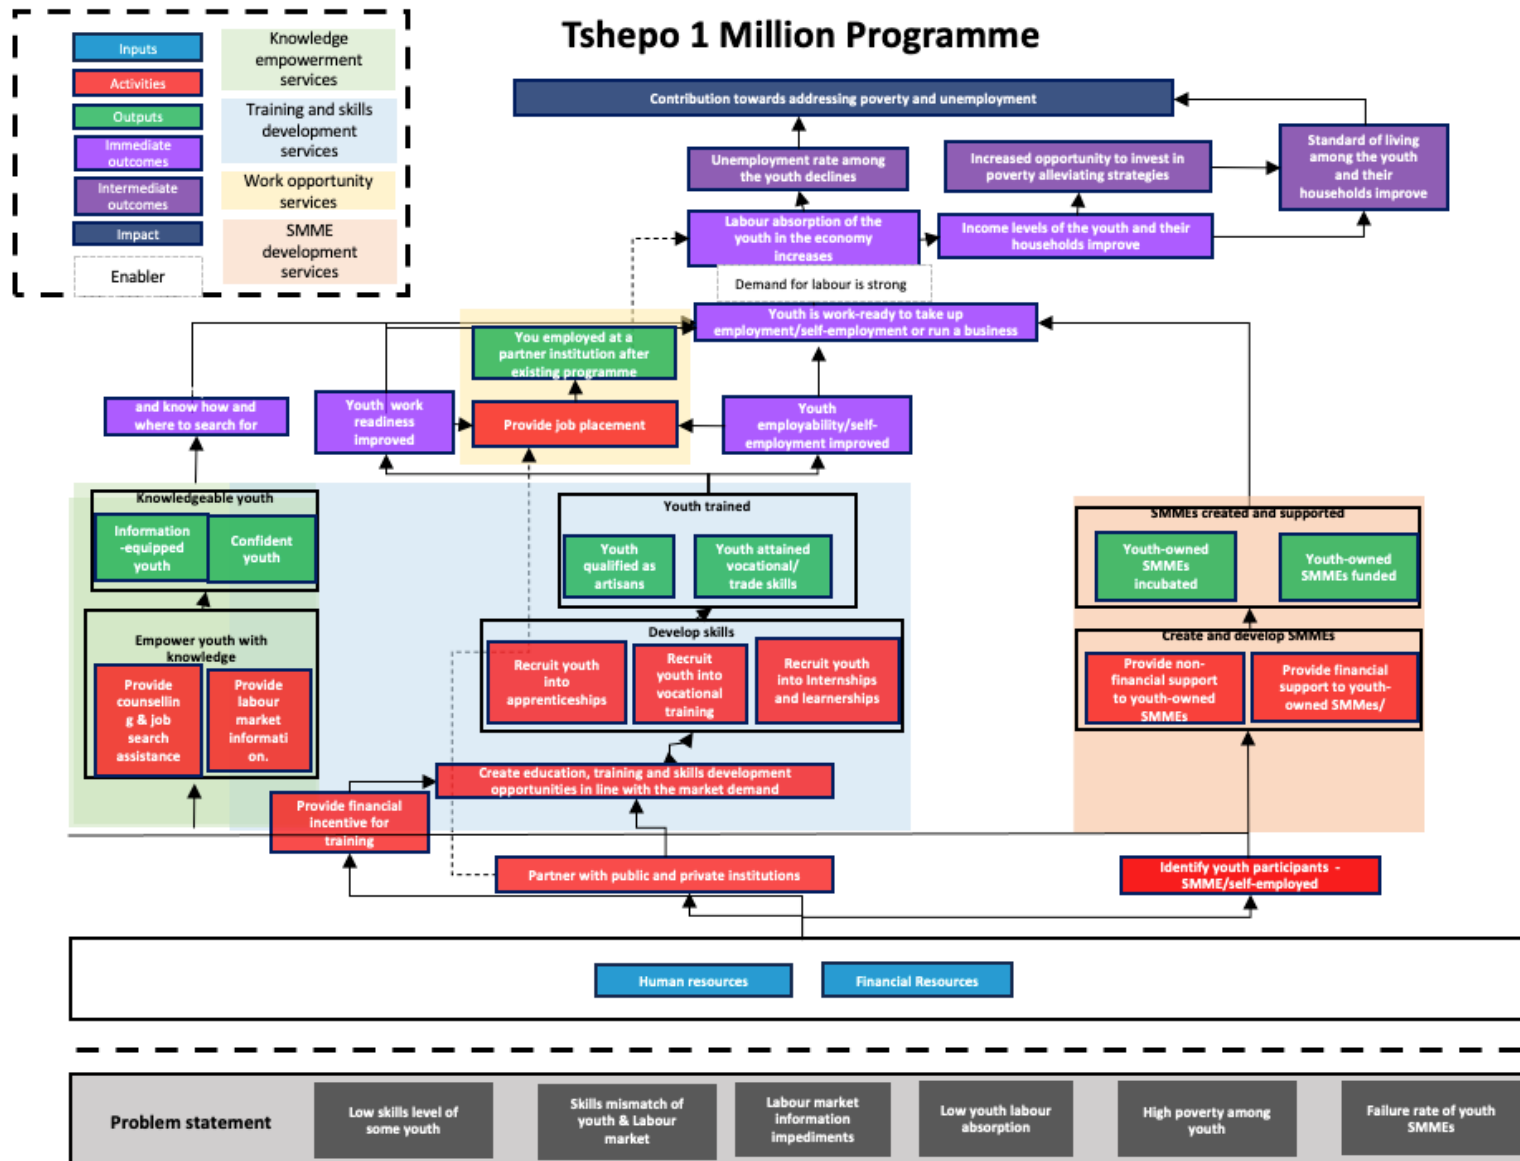 Tshepo 1 Million Programme
Inputs
Activities
Outputs
Immediate
outcomes
Intermediate
outcomes
Impact
Enabler
Knowledge
empowerment
services
Training and skills
development
services
Work opportunity
services
SMME
development
services
Contribution towards addressing poverty and unemployment
Unemployment rate among
the youth declines
Increased opportunity to invest in
poverty alleviating strategies
Standard of living
among the youth
and their
households improve
Labour absorption of the
youth in the economy
increases
Income levels of the youth and their
households improve
Demand for labour is strong
Youth is work-ready to take up
employment/self-employment or run a business
You employed at a
partner institution after
existing programme
and know how and
where to search for
Youth work
readiness
improved
Provide job placement
Youth
employability/self-
employment improved
Knowledgeable youth
Information
-equipped
youth
Confident
youth
Youth trained
Youth
qualified as
artisans
Youth attained
vocational/
trade skills
SMMEs created and supported
Youth-owned
SMMEs
incubated
Youth-owned
SMMEs funded
Empower youth with
knowledge
Provide
counsellin
g & job
search
assistance
Provide
labour
market
informati
on.
Develop skills
Recruit youth
into
apprenticeships
Recruit
youth into
vocational
training
Recruit youth
into Internships
and learnerships
Create and develop SMMEs
Provide non-
financial support
to youth-owned
SMMEs
Provide financial
support to youth-
owned SMMes/
Create education, training and skills development
opportunities in line with the market demand
Provide financial
incentive for
training
Partner with public and private institutions
Identify youth participants -
SMME/self-employed
Human resources
Financial Resources
Problem statement
Low skills level of
some youth
Skills mismatch of
youth & Labour
market
Labour market
information
impediments
Low youth labour
absorption
High poverty among
youth
Failure rate of youth
SMMEs